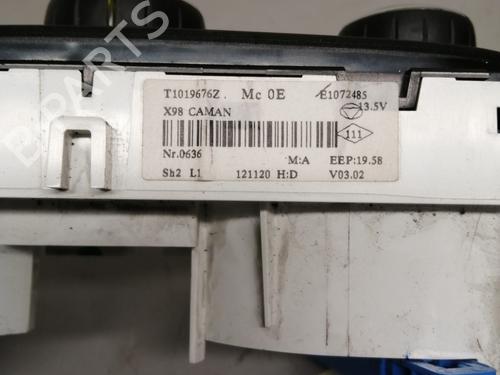 T1019676Z. Mc 0E E1072485
X98 CAMAN 13.5V
111
Nr.0636 M:A EEP:19.58
Sh2 L1 121120 H:D V03.02
B-PARTS